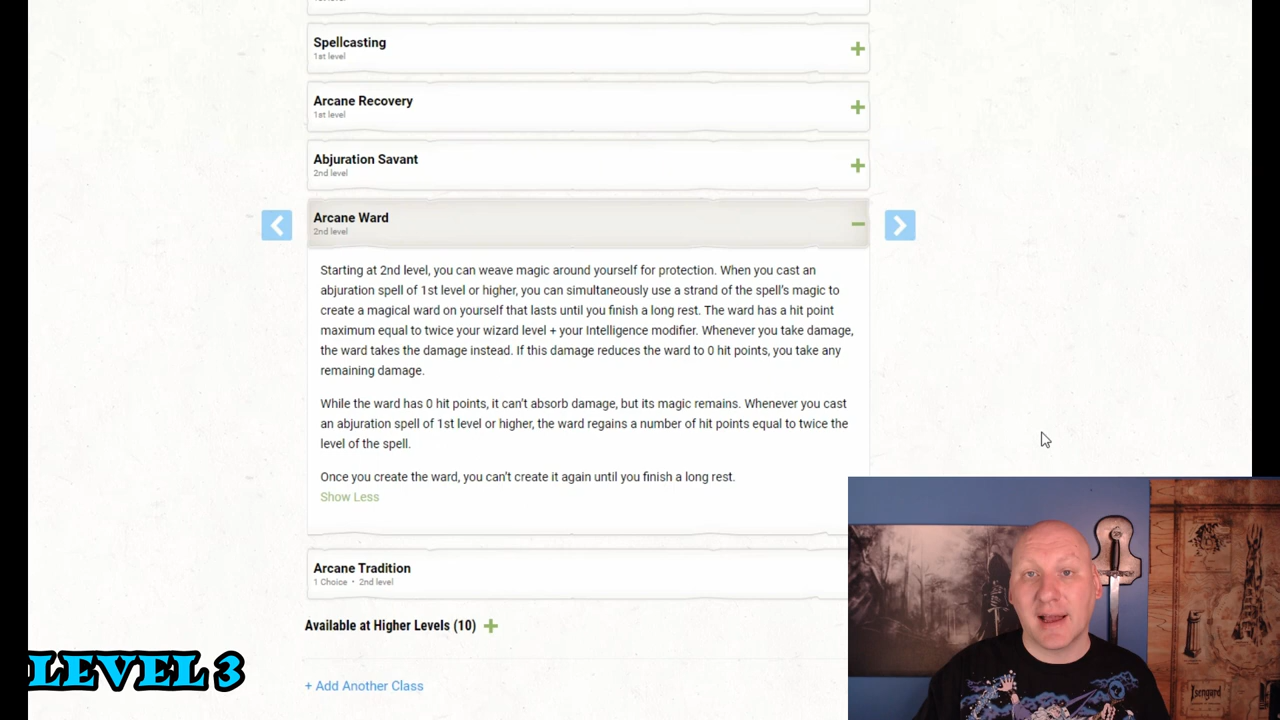 Spellcasting
1st level
Arcane Recovery
1st level
Abjuration Savant
2nd level
Arcane Ward
2nd level
Starting at 2nd level, you can weave magic around yourself for protection. When you cast an
abjuration spell of 1st level or higher, you can simultaneously use a strand of the spell's magic to
create a magical ward on yourself that lasts until you finish a long rest. The ward has a hit point
maximum equal to twice your wizard level + your Intelligence modifier. Whenever you take damage,
the ward takes the damage instead. If this damage reduces the ward to 0 hit points, you take any
remaining damage.
While the ward has 0 hit points, it can't absorb damage, but its magic remains. Whenever you cast
an abjuration spell of 1st level or higher, the ward regains a number of hit points equal to twice the
level of the spell.
Once you create the ward, you can't create it again until you finish a long rest.
Show Less
Arcane Tradition
1 Choice • 2nd level
Available at Higher Levels (10)
+ Add Another Class
LEVEL 3
Isengard